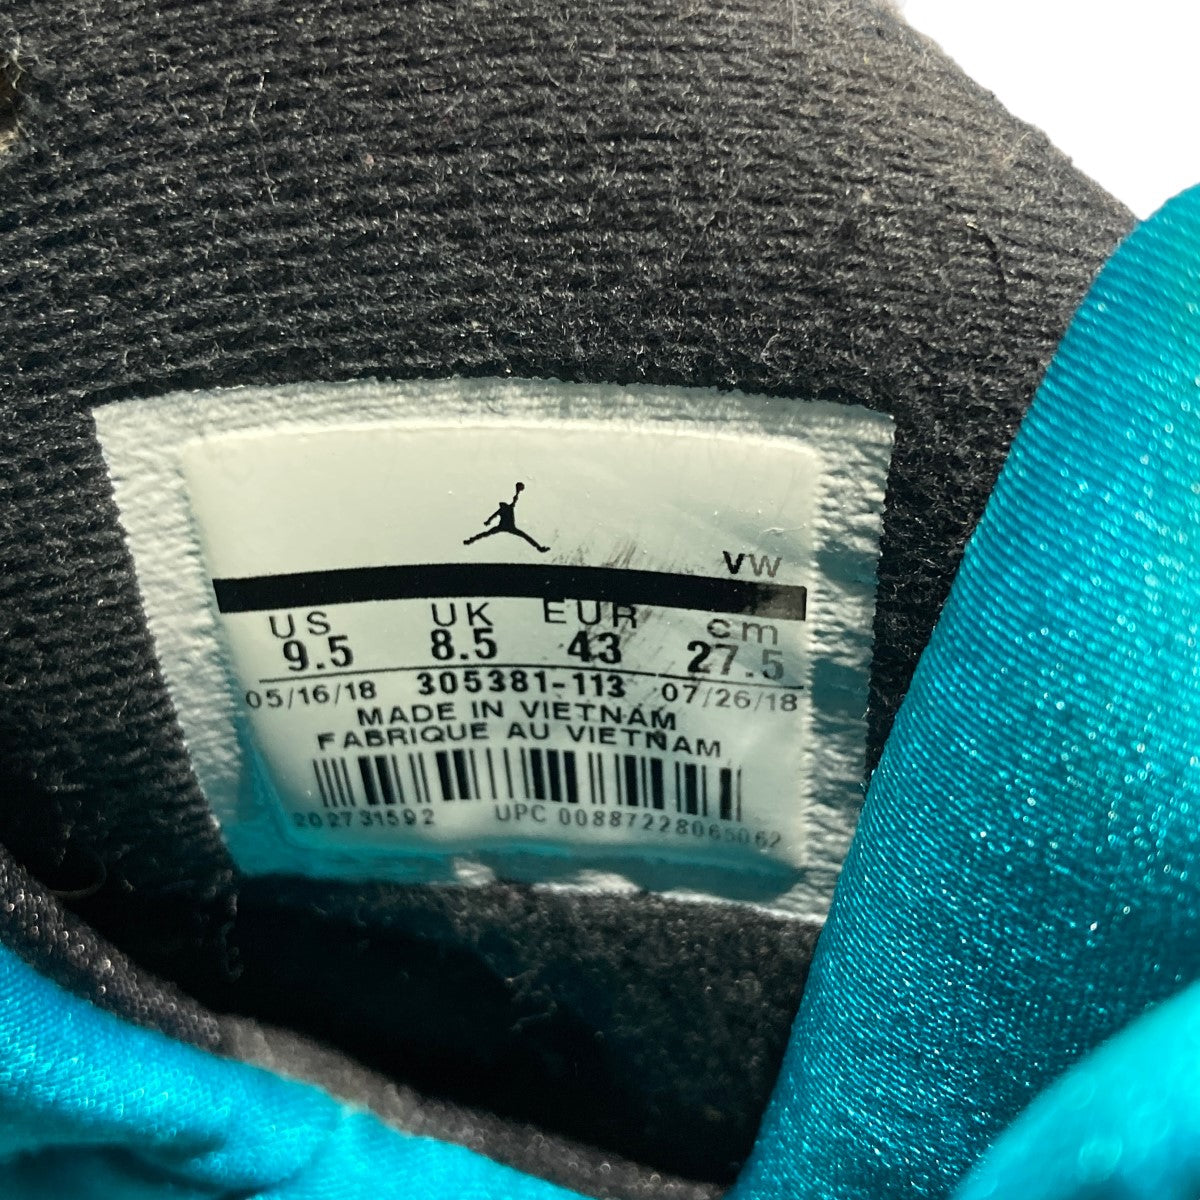 VW
US UK EUR cm
9.5 8.5 43 27.5
05/16/18 305381-113 07/26/18
MADE IN VIETNAM
FABRIQUE AU VIETNAM
202731592 UPC 00887228065062